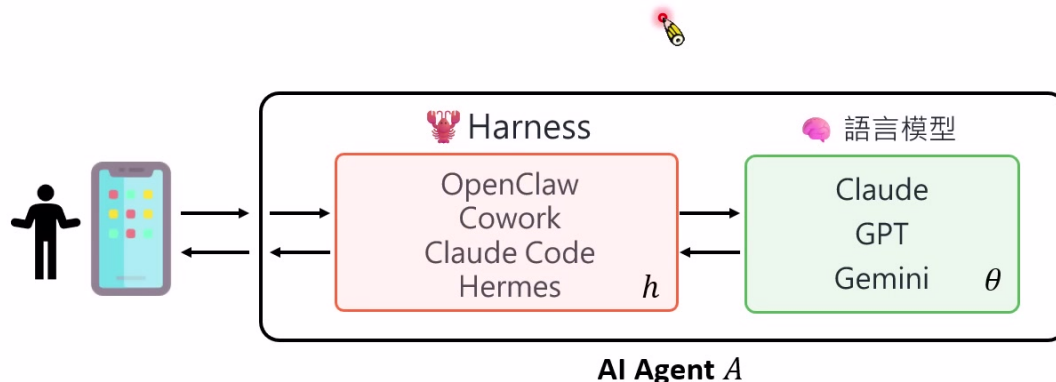 Harness
OpenClaw
Cowork
Claude Code
Hermes
h
語言模型
Claude
GPT
Gemini
θ
AI Agent A